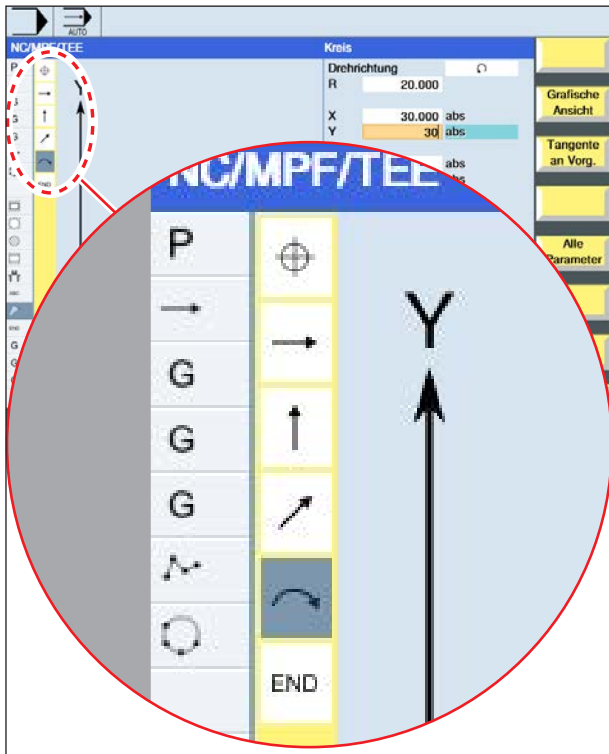 AUTO
NC/MPF/TEE
Kreis
Drehrichtung
R 20.000
X 30.000 abs
Y 30 abs
abs
Grafische
Ansicht
Tangente
an Vorg.
Alle
Parameter
P
G
G
G
END
Y
NC/MPF/TEE
P
G
G
G
END
Y